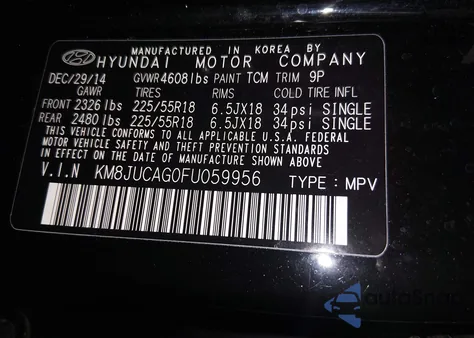 MANUFACTURED IN KOREA BY
HYUNDAI MOTOR COMPANY
DEC/29/14 GVWR 4608lbs PAINT TCM TRIM 9P
GAWR TIRES RIMS COLD TIRE INFL
FRONT 2326 lbs 225/55R18 6.5JX18 34psi SINGLE
REAR 2480 lbs 225/55R18 6.5JX18 34psi SINGLE
THIS VEHICLE CONFORMS TO ALL APPLICABLE U.S.A. FEDERAL
MOTOR VEHICLE SAFETY, BUMPER, AND THEFT PREVENTION STANDARDS
IN EFFECT ON THE DATE OF MANUFACTURE SHOWN ABOVE.
V.I.N KM8JUCAG0FU059956 TYPE : MPV